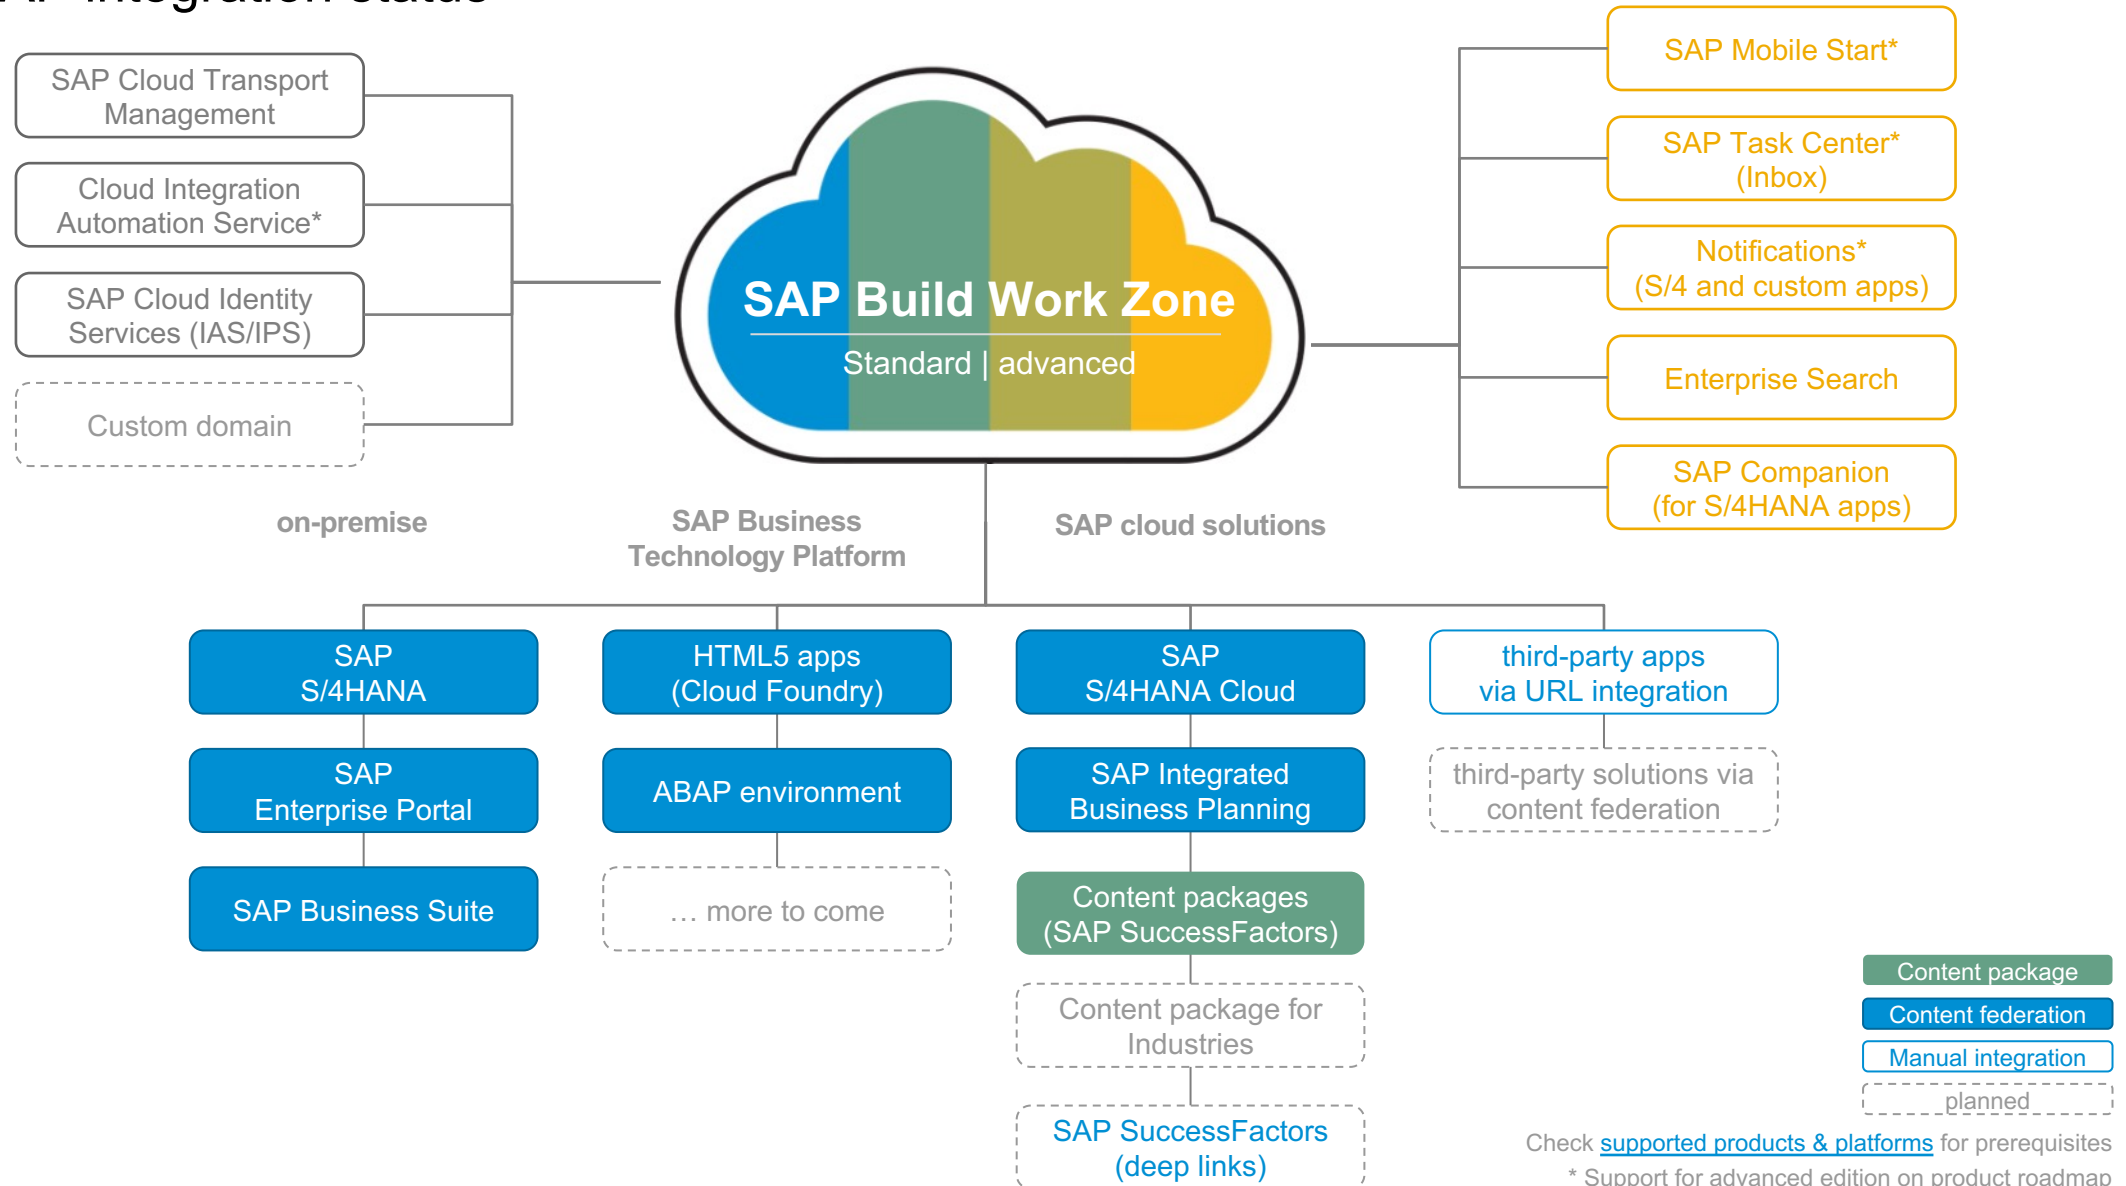 Integration status
SAP Cloud Transport
Management
Cloud Integration
Automation Service*
SAP Cloud Identity
Services (IAS/IPS)
Custom domain
SAP Build Work Zone
Standard | advanced
SAP Mobile Start*
SAP Task Center*
(Inbox)
Notifications*
(S/4 and custom apps)
Enterprise Search
SAP Companion
(for S/4HANA apps)
on-premise
SAP Business
Technology Platform
SAP cloud solutions
SAP
S/4HANA
SAP
Enterprise Portal
SAP Business Suite
HTML5 apps
(Cloud Foundry)
ABAP environment
… more to come
SAP
S/4HANA Cloud
SAP Integrated
Business Planning
Content packages
(SAP SuccessFactors)
Content package for
Industries
SAP SuccessFactors
(deep links)
third-party apps
via URL integration
third-party solutions via
content federation
Content package
Content federation
Manual integration
planned
Check supported products & platforms for prerequisites
* Support for advanced edition on product roadmap